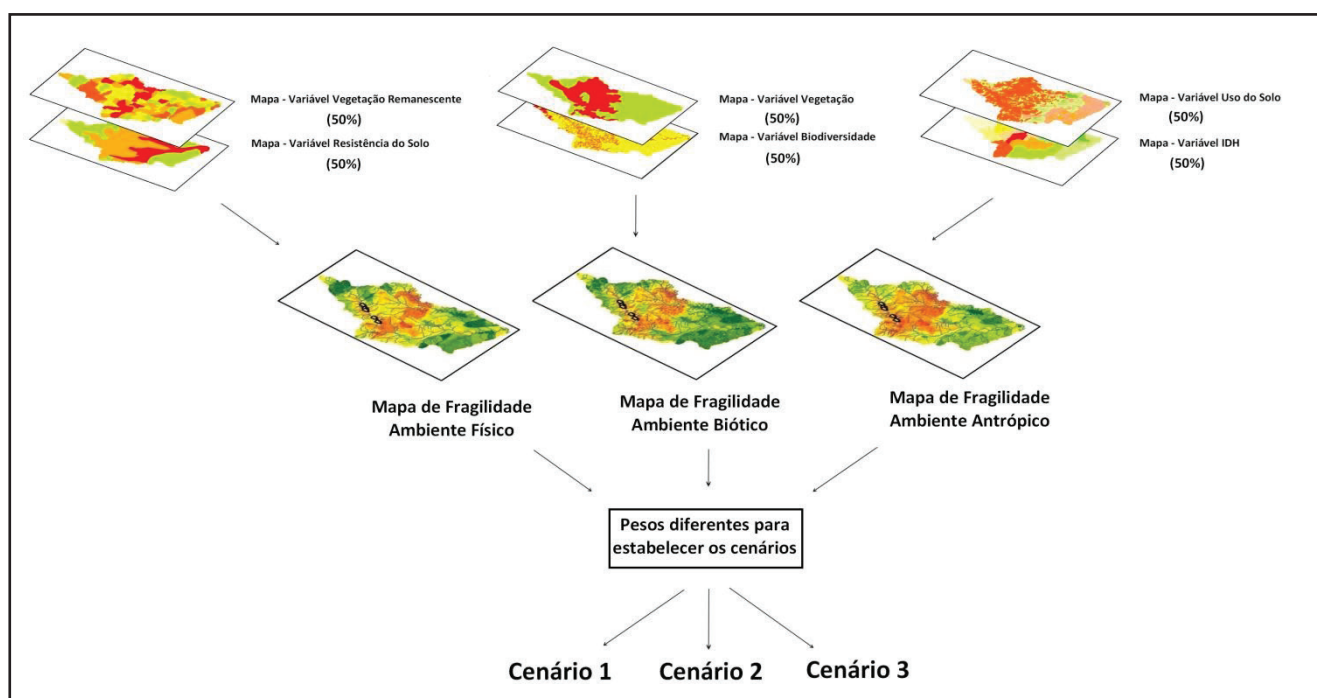 Mapa - Variável Vegetação Remanescente
(50%)
Mapa - Variável Resistência do Solo
(50%)
Mapa - Variável Vegetação
(50%)
Mapa - Variável Biodiversidade
(50%)
Mapa - Variável Uso do Solo
(50%)
Mapa - Variável IDH
(50%)
Mapa de Fragilidade
Ambiente Físico
Mapa de Fragilidade
Ambiente Biótico
Mapa de Fragilidade
Ambiente Antrópico
Pesos diferentes para
estabelecer os cenários
Cenário 1
Cenário 2
Cenário 3